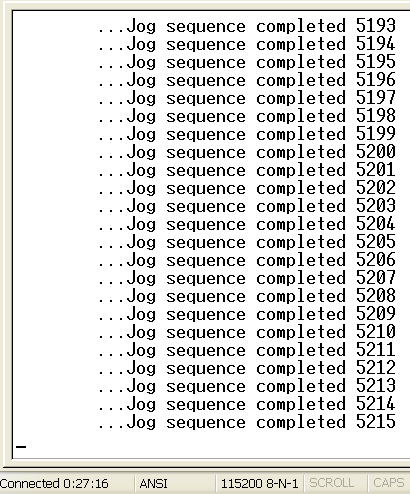 ...Jog sequence completed 5193
...Jog sequence completed 5194
...Jog sequence completed 5195
...Jog sequence completed 5196
...Jog sequence completed 5197
...Jog sequence completed 5198
...Jog sequence completed 5199
...Jog sequence completed 5200
...Jog sequence completed 5201
...Jog sequence completed 5202
...Jog sequence completed 5203
...Jog sequence completed 5204
...Jog sequence completed 5205
...Jog sequence completed 5206
...Jog sequence completed 5207
...Jog sequence completed 5208
...Jog sequence completed 5209
...Jog sequence completed 5210
...Jog sequence completed 5211
...Jog sequence completed 5212
...Jog sequence completed 5213
...Jog sequence completed 5214
...Jog sequence completed 5215
_
Connected 0:27:16 ANSI 115200 8-N-1 SCROLL CAPS